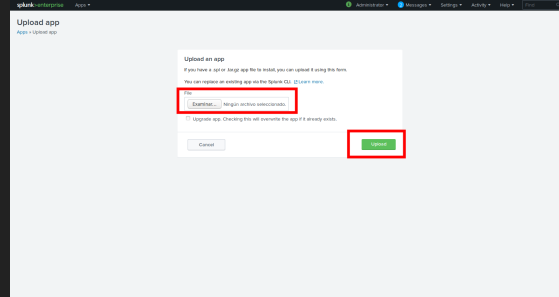 splunk>enterprise Apps ▾ Administrator ▾ 2 Messages ▾ Settings ▾ Activity ▾ Help ▾ Find
Upload app
Apps » Upload app
Upload an app
If you have a .spl or .tar.gz app file to install, you can upload it using this form.
You can replace an existing app via the Splunk CLI. Learn more.
File
Examinar... Ningún archivo seleccionado.
Upgrade app. Checking this will overwrite the app if it already exists.
Cancel Upload